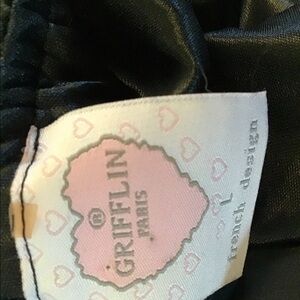 ®
GRIFFLIN
PARIS
L
french design